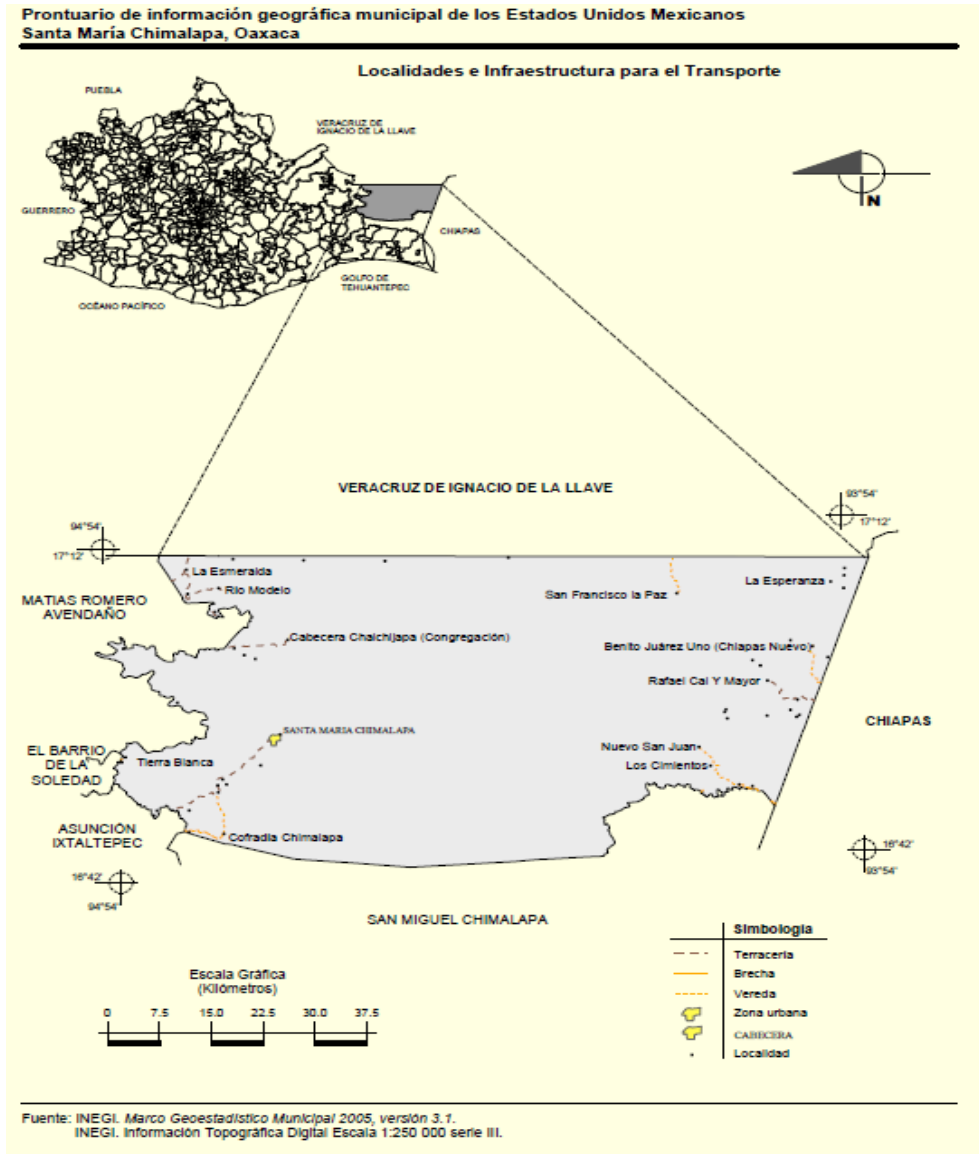 Prontuario de información geográfica municipal de los Estados Unidos Mexicanos
Santa María Chimalapa, Oaxaca
Localidades e Infraestructura para el Transporte
PUEBLA
VERACRUZ DE
IGNACIO DE LA LLAVE
GUERRERO
CHIAPAS
GOLFO DE
TEHUANTEPEC
OCÉANO PACÍFICO
N
VERACRUZ DE IGNACIO DE LA LLAVE
93°54'
17°12'
94°54'
17°12'
La Esmeralda
Río Modelo
San Francisco la Paz
La Esperanza
MATIAS ROMERO
AVENDAÑO
Cabecera Chalchijapa (Congregación)
Benito Juárez Uno (Chiapas Nuevo)
Rafael Cal Y Mayor
CHIAPAS
SANTA MARIA CHIMALAPA
Nuevo San Juan
Los Cimientos
EL BARRIO
DE LA
SOLEDAD
Tierra Blanca
ASUNCIÓN
IXTALTEPEC
Cofradía Chimalapa
16°42'
93°54'
16°42'
94°54'
SAN MIGUEL CHIMALAPA
Simbología
Terracería
Brecha
Vereda
Zona urbana
CABECERA
Localidad
Escala Gráfica
(Kilómetros)
0 7.5 15.0 22.5 30.0 37.5
Fuente: INEGI. Marco Geoestadístico Municipal 2005, versión 3.1.
INEGI. Información Topográfica Digital Escala 1:250 000 serie III.